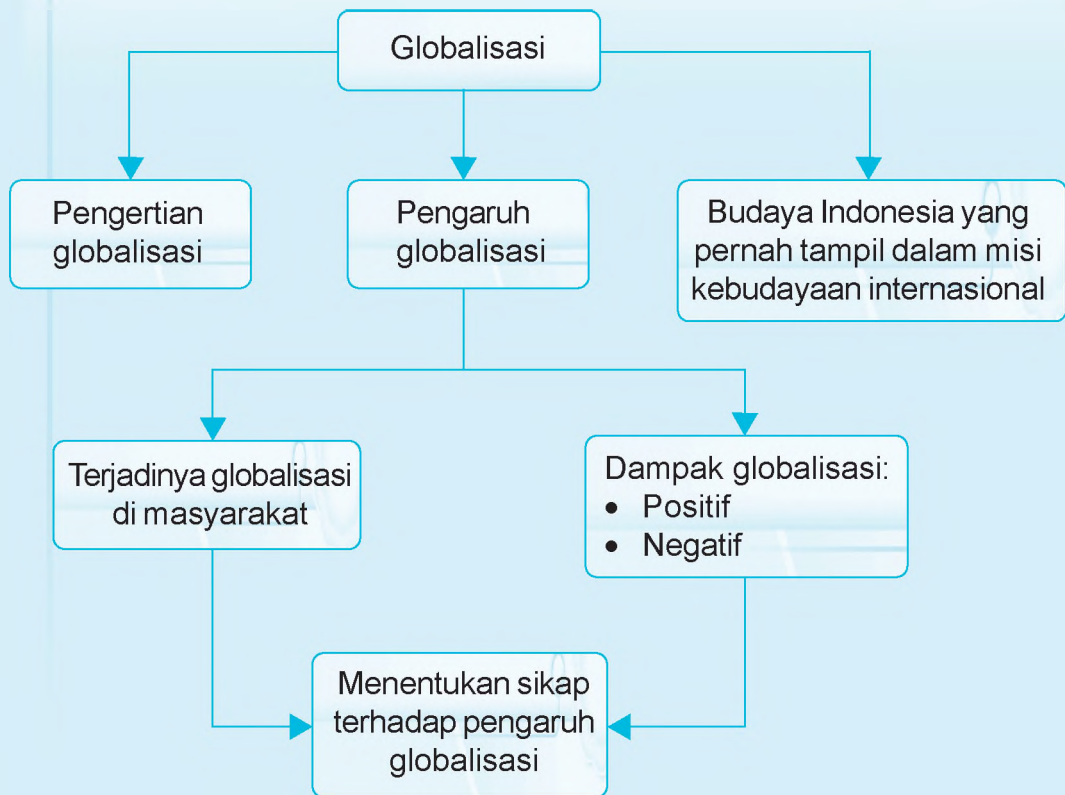 Globalisasi
Pengertian
globalisasi
Pengaruh
globalisasi
Budaya Indonesia yang
pernah tampil dalam misi
kebudayaan internasional
Terjadinya globalisasi
di masyarakat
Dampak globalisasi:
• Positif
• Negatif
Menentukan sikap
terhadap pengaruh
globalisasi